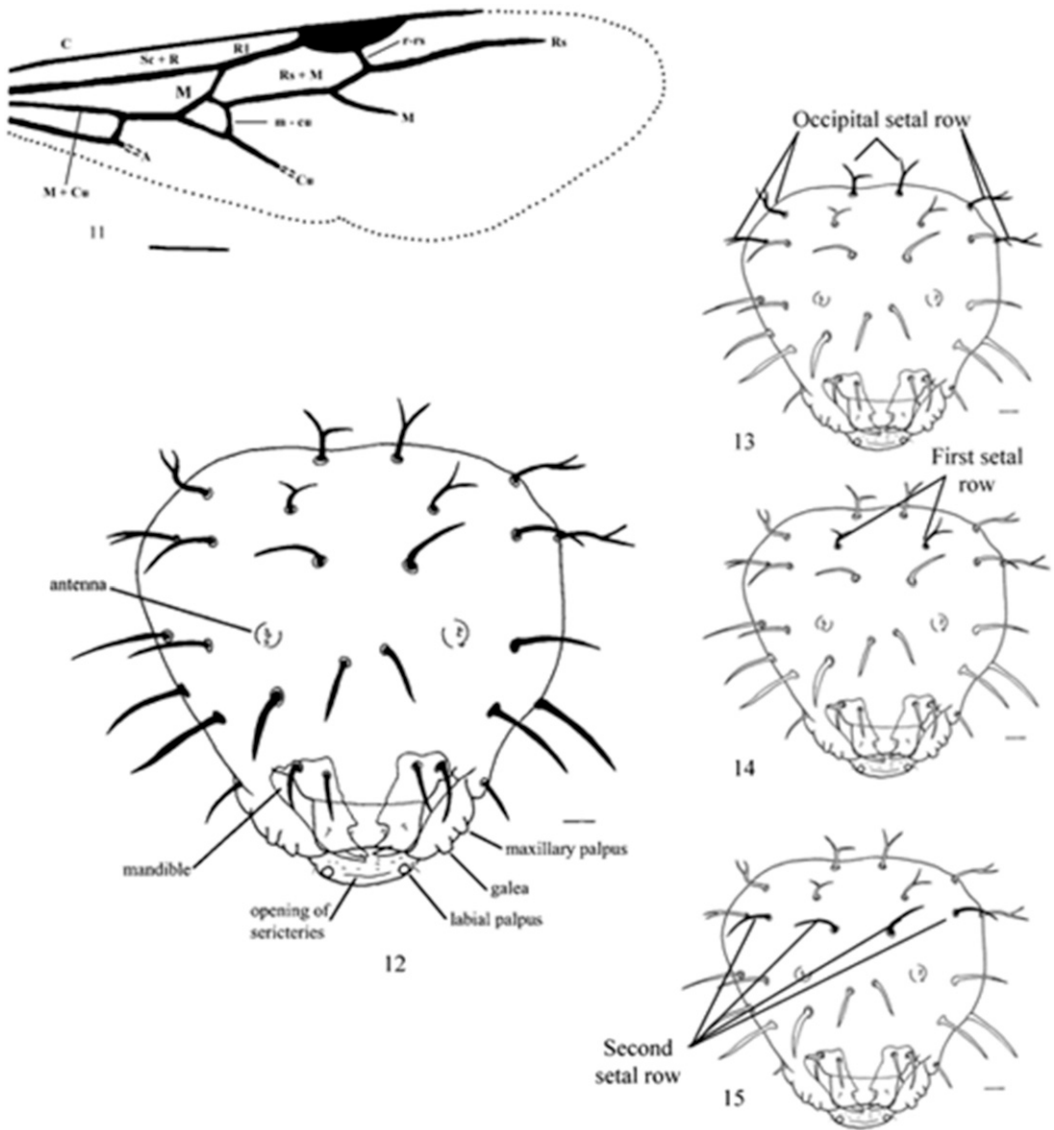 C
Sc + R
R1
r-rs
Rs
Rs + M
M
m - cu
M
A
Cu
M + Cu
11
Occipital setal row
13
First setal
row
14
antenna
mandible
opening of
sericteries
labial palpus
galea
maxillary palpus
12
Second
setal row
15